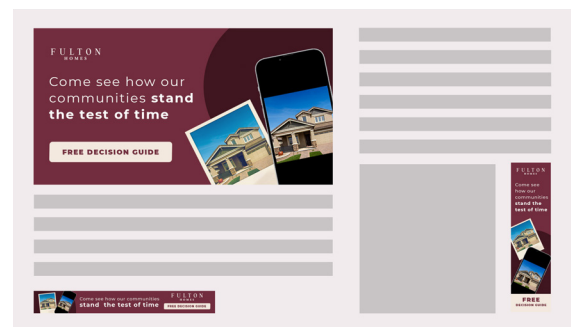 FULTON
HOMES
Come see how our
communities stand
the test of time
FREE DECISION GUIDE
FULTON
HOMES
Come see
how our
communities
stand the
test of time
FREE
DECISION GUIDE
Come see how our communities
stand the test of time
FULTON
HOMES
FREE DECISION GUIDE